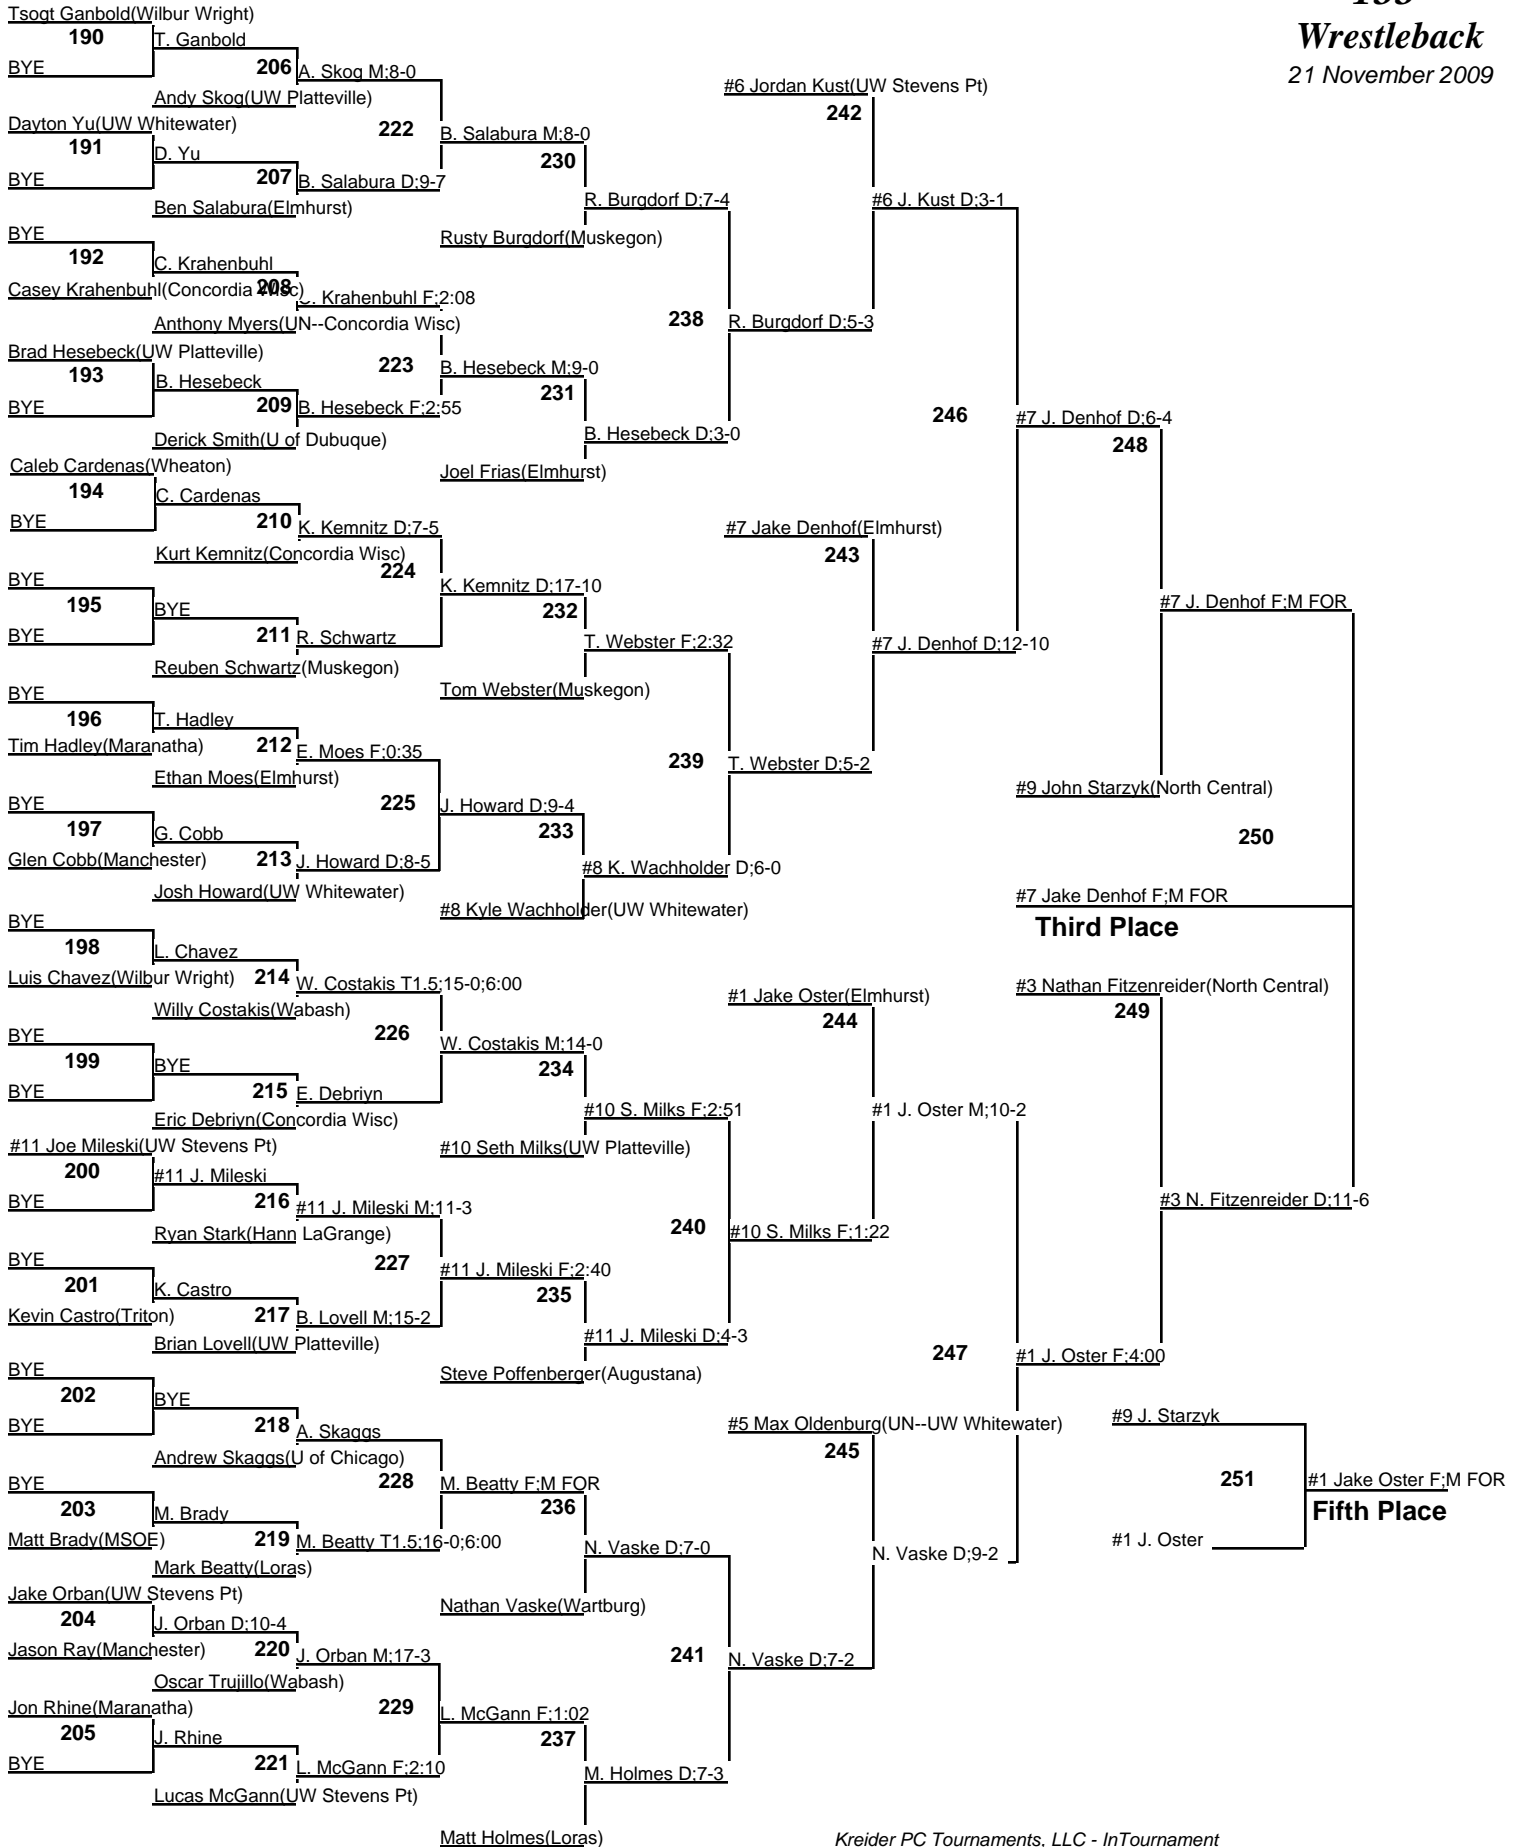 Wrestleback
21 November 2009
Tsogt Ganbold(Wilbur Wright)
190
BYE
T. Ganbold
206
Andy Skog(UW Platteville)
A. Skog M;8-0
Dayton Yu(UW Whitewater)
191
BYE
D. Yu
207
Ben Salabura(Elmhurst)
B. Salabura D;9-7
222
B. Salabura M;8-0
230
Rusty Burgdorf(Muskegon)
R. Burgdorf D;7-4
BYE
192
Casey Krahenbuhl(Concordia Wisc)
C. Krahenbuhl
208
Anthony Myers(UN--Concordia Wisc)
C. Krahenbuhl F;2:08
Brad Hesebeck(UW Platteville)
193
BYE
B. Hesebeck
209
Derick Smith(U of Dubuque)
B. Hesebeck F;2:55
223
B. Hesebeck M;9-0
231
Joel Frias(Elmhurst)
B. Hesebeck D;3-0
238
R. Burgdorf D;5-3
#6 Jordan Kust(UW Stevens Pt)
242
#6 J. Kust D;3-1
Caleb Cardenas(Wheaton)
194
BYE
C. Cardenas
210
Kurt Kemnitz(Concordia Wisc)
K. Kemnitz D;7-5
BYE
195
BYE
BYE
211
Reuben Schwartz(Muskegon)
R. Schwartz
224
K. Kemnitz D;17-10
232
Tom Webster(Muskegon)
T. Webster F;2:32
BYE
196
Tim Hadley(Maranatha)
T. Hadley
212
Ethan Moes(Elmhurst)
E. Moes F;0:35
BYE
197
Glen Cobb(Manchester)
G. Cobb
213
Josh Howard(UW Whitewater)
J. Howard D;8-5
225
J. Howard D;9-4
233
#8 Kyle Wachholder(UW Whitewater)
#8 K. Wachholder D;6-0
239
T. Webster D;5-2
#7 Jake Denhof(Elmhurst)
243
#7 J. Denhof D;12-10
246
#7 J. Denhof D;6-4
248
#9 John Starzyk(North Central)
#7 J. Denhof F;M FOR
250
#7 Jake Denhof F;M FOR
Third Place
BYE
198
Luis Chavez(Wilbur Wright)
L. Chavez
214
Willy Costakis(Wabash)
W. Costakis T1.5;15-0;6:00
BYE
199
BYE
BYE
215
Eric Debriyn(Concordia Wisc)
E. Debriyn
226
W. Costakis M;14-0
234
#10 Seth Milks(UW Platteville)
#10 S. Milks F;2:51
#11 Joe Mileski(UW Stevens Pt)
200
BYE
#11 J. Mileski
216
Ryan Stark(Hann LaGrange)
#11 J. Mileski M;11-3
BYE
201
Kevin Castro(Triton)
K. Castro
217
Brian Lovell(UW Platteville)
B. Lovell M;15-2
227
#11 J. Mileski F;2:40
235
Steve Poffenberger(Augustana)
#11 J. Mileski D;4-3
240
#10 S. Milks F;1:22
#1 Jake Oster(Elmhurst)
244
#1 J. Oster M;10-2
BYE
202
BYE
BYE
218
Andrew Skaggs(U of Chicago)
A. Skaggs
BYE
203
Matt Brady(MSOE)
M. Brady
219
Mark Beatty(Loras)
M. Beatty T1.5;16-0;6:00
228
M. Beatty F;M FOR
236
Nathan Vaske(Wartburg)
N. Vaske D;7-0
Jake Orban(UW Stevens Pt)
204
Jason Ray(Manchester)
J. Orban D;10-4
220
Oscar Trujillo(Wabash)
J. Orban M;17-3
Jon Rhine(Maranatha)
205
BYE
J. Rhine
221
Lucas McGann(UW Stevens Pt)
L. McGann F;2:10
229
L. McGann F;1:02
237
Matt Holmes(Loras)
M. Holmes D;7-3
241
N. Vaske D;7-2
#5 Max Oldenburg(UN--UW Whitewater)
245
N. Vaske D;9-2
247
#1 J. Oster F;4:00
#3 Nathan Fitzenreider(North Central)
249
#3 N. Fitzenreider D;11-6
#9 J. Starzyk
251
#1 J. Oster
#1 Jake Oster F;M FOR
Fifth Place
Kreider PC Tournaments, LLC - InTournament